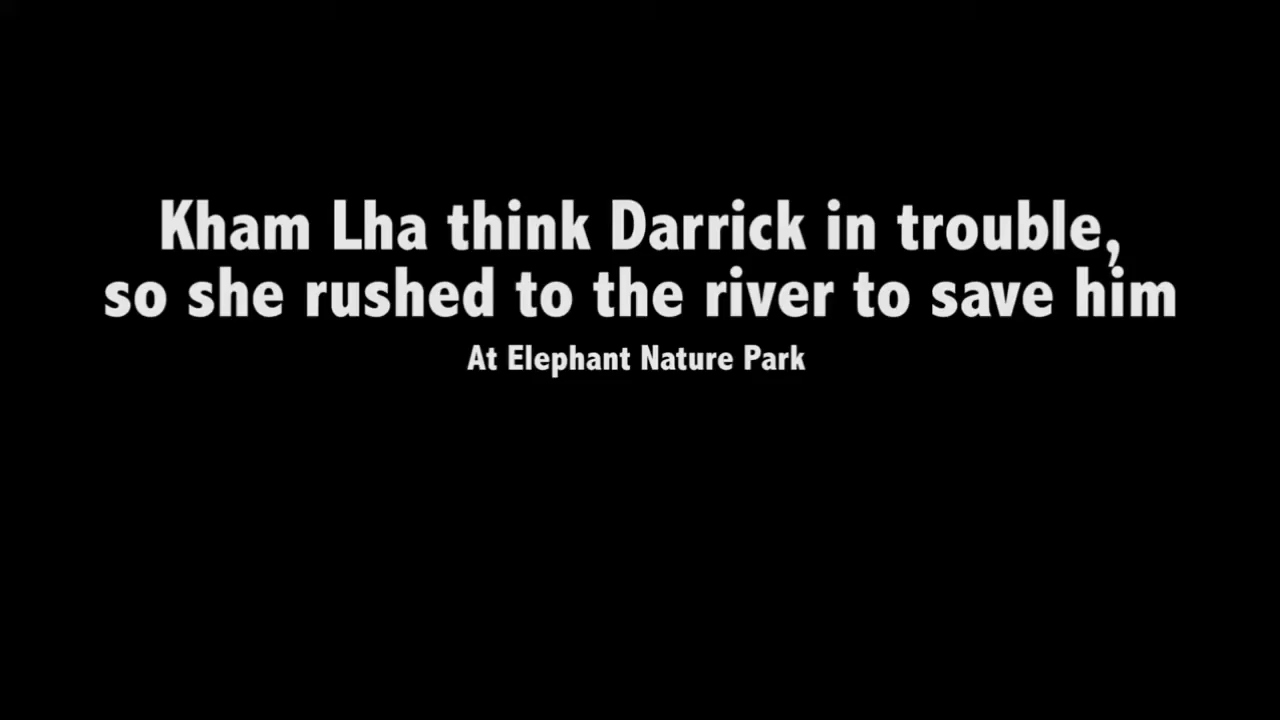 Kham Lha think Darrick in trouble,
so she rushed to the river to save him
At Elephant Nature Park